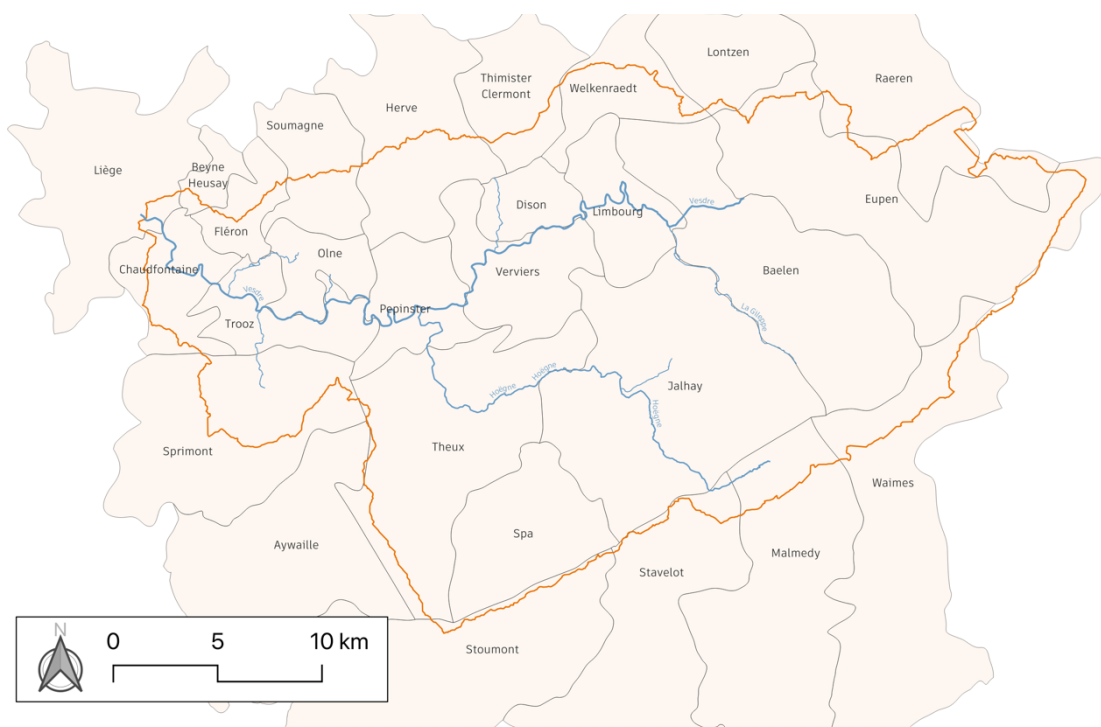 Lontzen
Raeren
Thimister
Clermont
Welkenraedt
Herve
Soumagne
Liège
Beyne
Heusay
Eupen
Dison
Limbourg
Vesdre
Fléron
Olne
Chaudfontaine
Verviers
Baelen
Vesdre
Pepinster
La Gileppe
Trooz
Hoëgne
Hoëgne
Jalhay
Hoëgne
Theux
Sprimont
Waimes
Spa
Aywaille
Malmedy
Stavelot
Stoumont
N
0 5 10 km